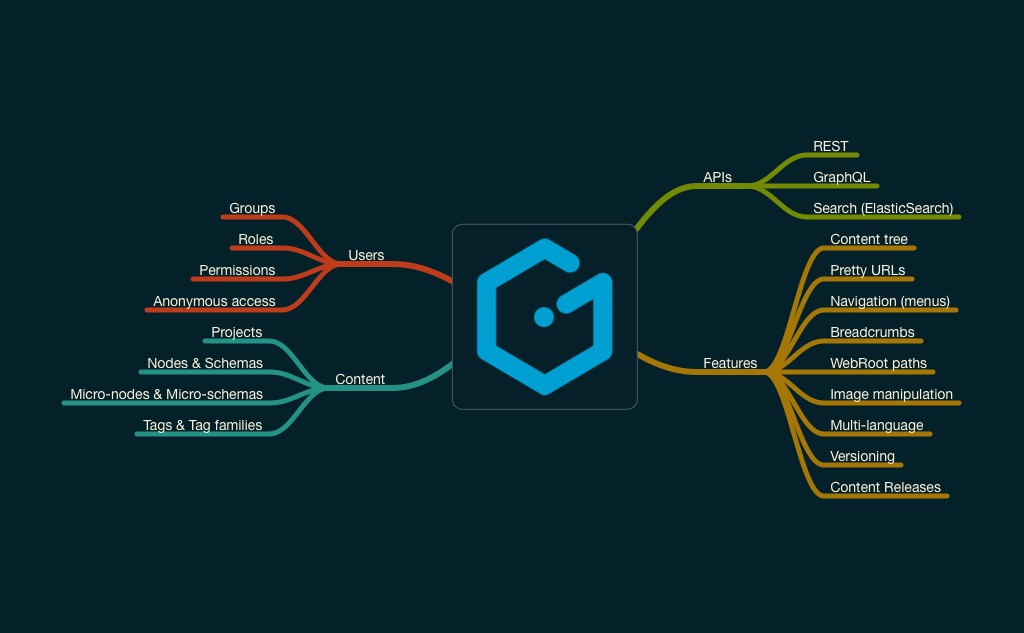 Users
Groups
Roles
Permissions
Anonymous access
Content
Projects
Nodes & Schemas
Micro-nodes & Micro-schemas
Tags & Tag families
APIs
REST
GraphQL
Search (ElasticSearch)
Features
Content tree
Pretty URLs
Navigation (menus)
Breadcrumbs
WebRoot paths
Image manipulation
Multi-language
Versioning
Content Releases